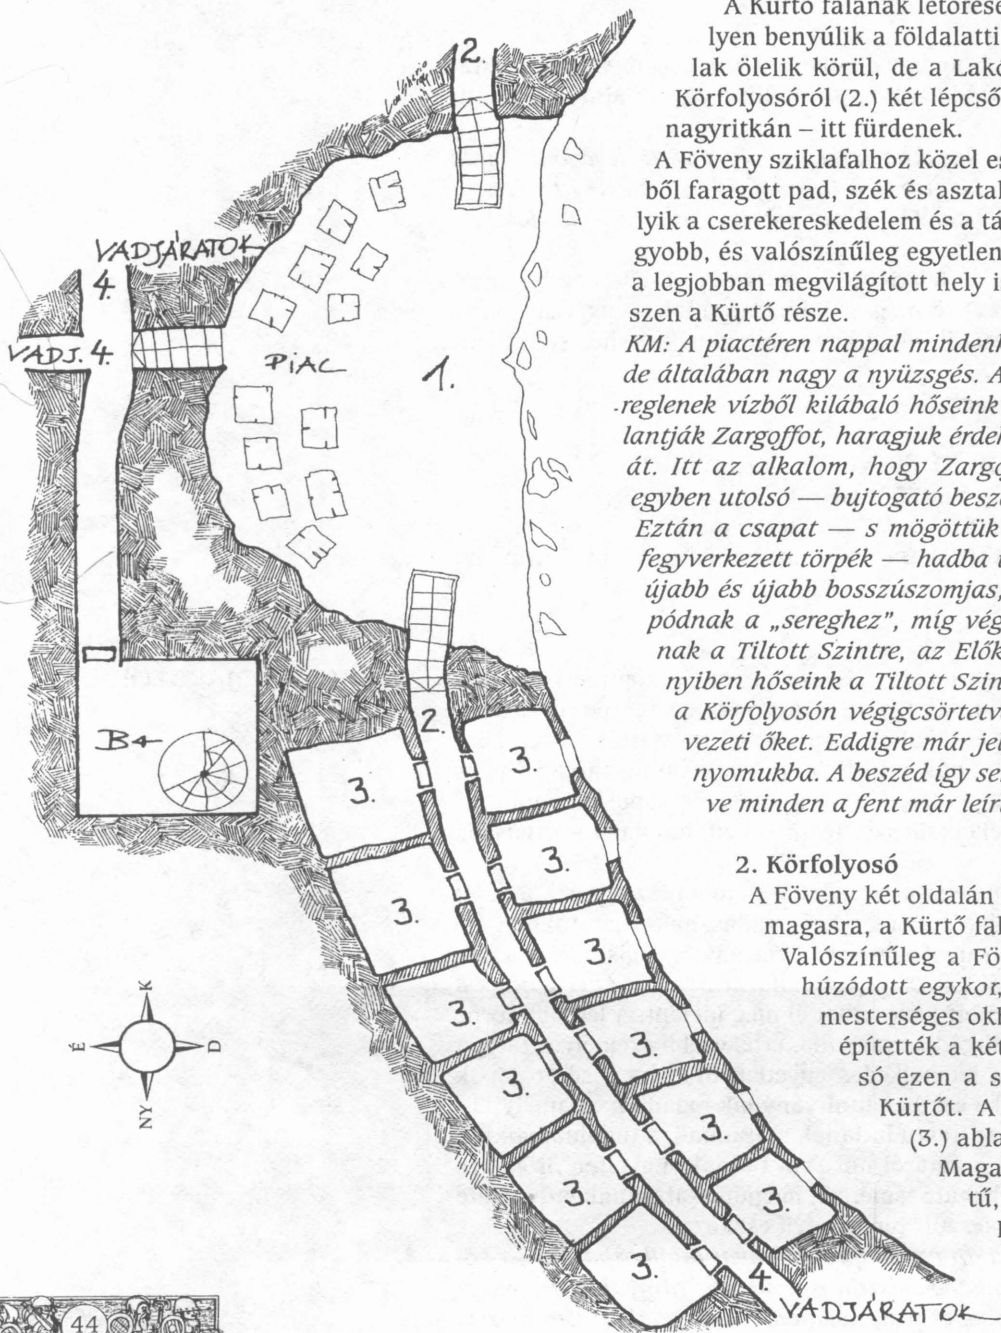 A Kürtő falának letörése
lyen benyúlik a földalatti
lak ölelik körül, de a Lakó
Körfolyosóról (2.) két lépcső
nagyritkán – itt fürdenek.
A Föveny sziklafalhoz közel es
ből faragott pad, szék és asztal
lyik a cserekereskedelem és a tá
gyobb, és valószínűleg egyetlen
a legjobban megvilágított hely is
szen a Kürtő része.
KM: A piactéren nappal mindenk
de általában nagy a nyüzsgés. A
reglenek vízből kilábaló hőseink
lantják Zargoffot, haragjuk érdek
át. Itt az alkalom, hogy Zargo
egyben utolsó — bujtogató beszé
Eztán a csapat — s mögöttük
fegyverkezett törpék — hadba
újabb és újabb bosszúszomjas,
pódnak a „sereghez”, míg vég
nak a Tiltott Szintre, az Elők
nyiben hőseink a Tiltott Szin
a Körfolyosón végigcsörtetv
vezeti őket. Eddigre már jel
nyomukba. A beszéd így se
ve minden a fent már leír
2. Körfolyosó
A Föveny két oldalán
magasra, a Kürtő fal
Valószínűleg a Fö
húzódott egykor,
mesterséges okl
építették a két
só ezen a s
Kürtőt. A
(3.) abla
Maga
tű,
2.
VADJÁRATOK
4.
VADJ. 4.
PIAC
1.
2.
B4
3.
3.
3.
3.
3.
3.
3.
3.
3.
3.
3.
3.
4.
VADJÁRATOK
K
É
D
NY
44